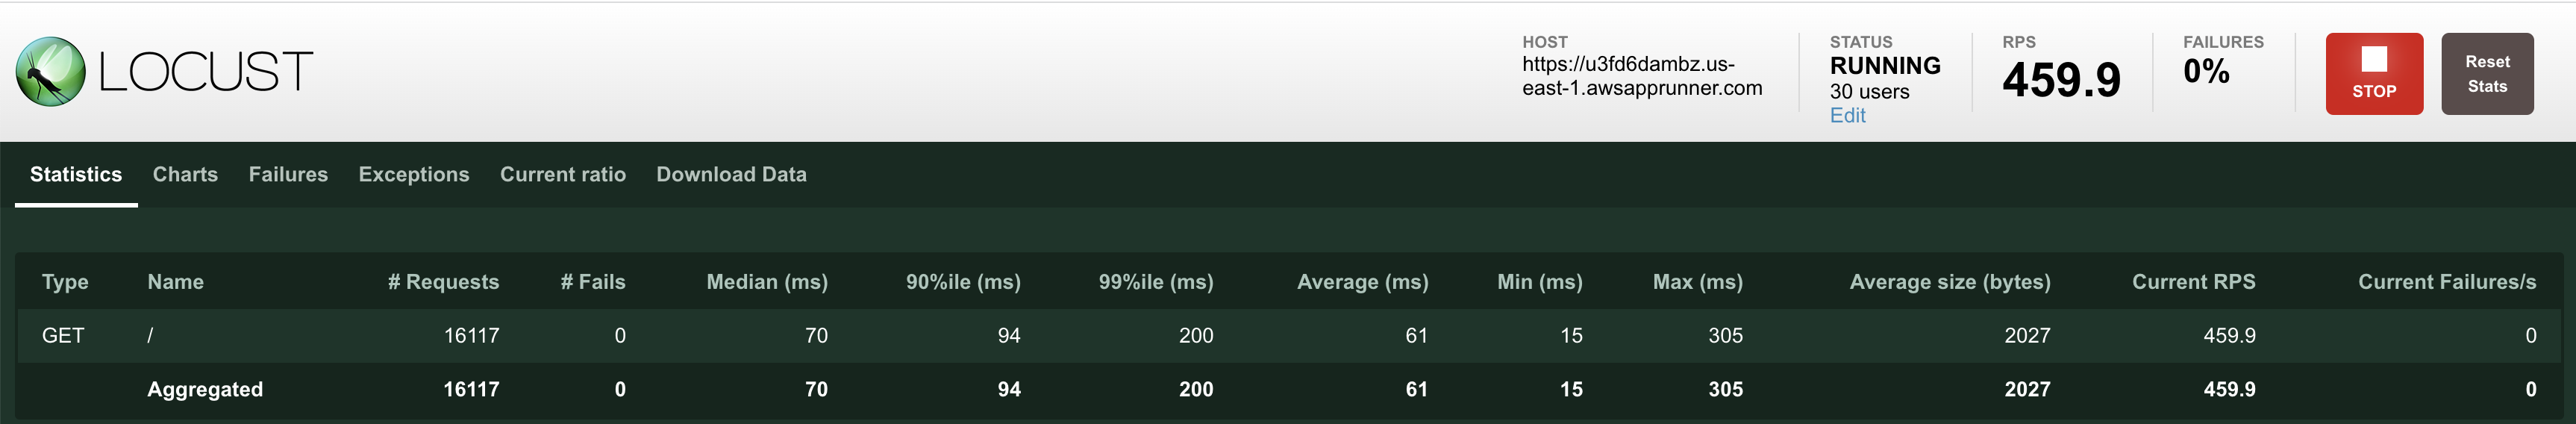 LOCUST
HOST
https://u3fd6dambz.us-
east-1.awsapprunner.com
STATUS
RUNNING
30 users
Edit
RPS
459.9
FAILURES
0%
STOP
Reset
Stats
Statistics Charts Failures Exceptions Current ratio Download Data
Type Name # Requests # Fails Median (ms) 90%ile (ms) 99%ile (ms) Average (ms) Min (ms) Max (ms) Average size (bytes) Current RPS Current Failures/s
GET / 16117 0 70 94 200 61 15 305 2027 459.9 0
Aggregated 16117 0 70 94 200 61 15 305 2027 459.9 0